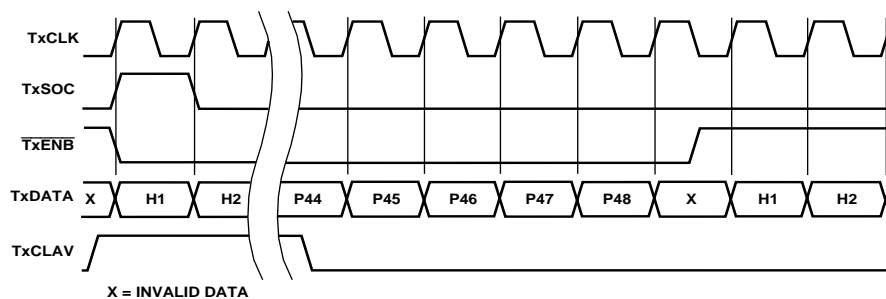 TxCLK
TxSOC
TxENB
TxDATA X H1 H2 P44 P45 P46 P47 P48 X H1 H2
TxCLAV
X = INVALID DATA